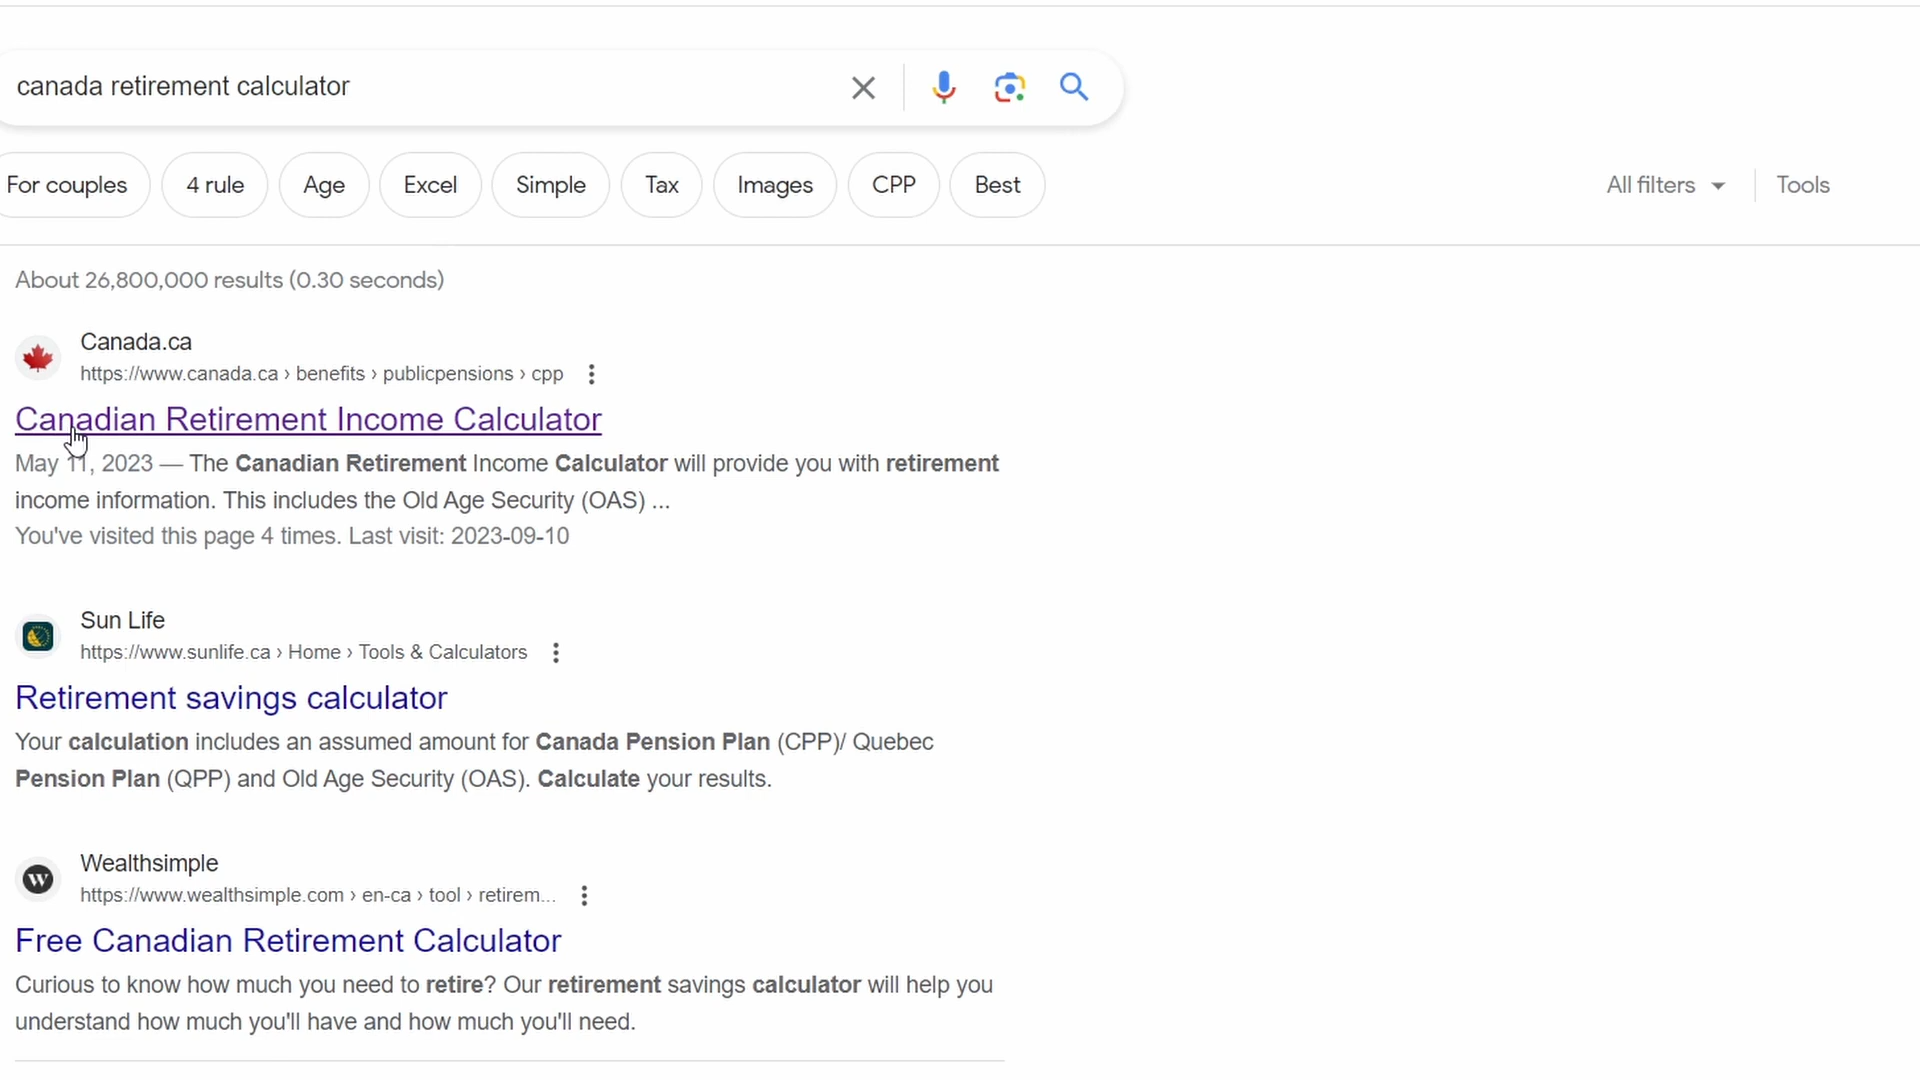 canada retirement calculator
For couples
4 rule
Age
Excel
Simple
Tax
Images
CPP
Best
All filters
Tools
About 26,800,000 results (0.30 seconds)
Canada.ca
https://www.canada.ca › benefits › publicpensions › cpp
Canadian Retirement Income Calculator
May 11, 2023 — The Canadian Retirement Income Calculator will provide you with retirement
income information. This includes the Old Age Security (OAS) ...
You've visited this page 4 times. Last visit: 2023-09-10
Sun Life
https://www.sunlife.ca › Home › Tools & Calculators
Retirement savings calculator
Your calculation includes an assumed amount for Canada Pension Plan (CPP)/ Quebec
Pension Plan (QPP) and Old Age Security (OAS). Calculate your results.
W
Wealthsimple
https://www.wealthsimple.com › en-ca › tool › retirem...
Free Canadian Retirement Calculator
Curious to know how much you need to retire? Our retirement savings calculator will help you
understand how much you'll have and how much you'll need.